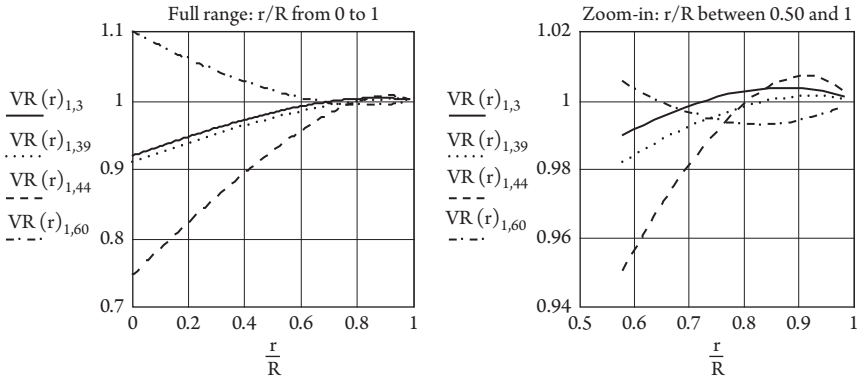 Full range: r/R from 0 to 1
1.1
1
0.9
0.8
0.7
0
0.2
0.4
0.6
0.8
1
r
R
VR (r)1,3
VR (r)1,39
VR (r)1,44
VR (r)1,60
Zoom-in: r/R between 0.50 and 1
1.02
1
0.98
0.96
0.94
0.5
0.6
0.7
0.8
0.9
1
r
R
VR (r)1,3
VR (r)1,39
VR (r)1,44
VR (r)1,60